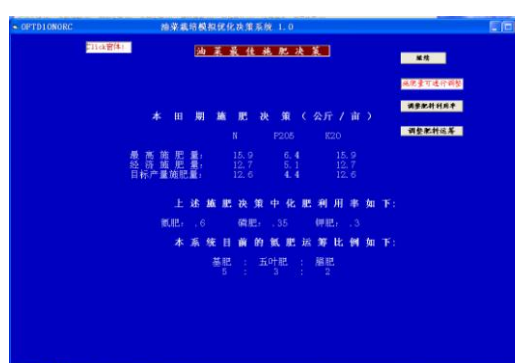 OPTDIONORC 油菜栽培模拟优化决策系统 1.0
Click窗体:
油菜最佳施肥决策
继续
施肥量可进行调整
调整肥料利用率
调整肥料运筹
本田期施肥决策(公斤/亩)
N P205 K20
最高施肥量: 15.9 6.4 15.9
经济施肥量: 12.7 5.1 12.7
目标产量施肥量: 12.6 4.4 12.6
上述施肥决策中化肥利用率如下:
氮肥: .6 磷肥: .35 钾肥: .3
本系统目前的氮肥运筹比例如下:
基肥 : 五叶肥 : 腊肥
5 : 3 : 2